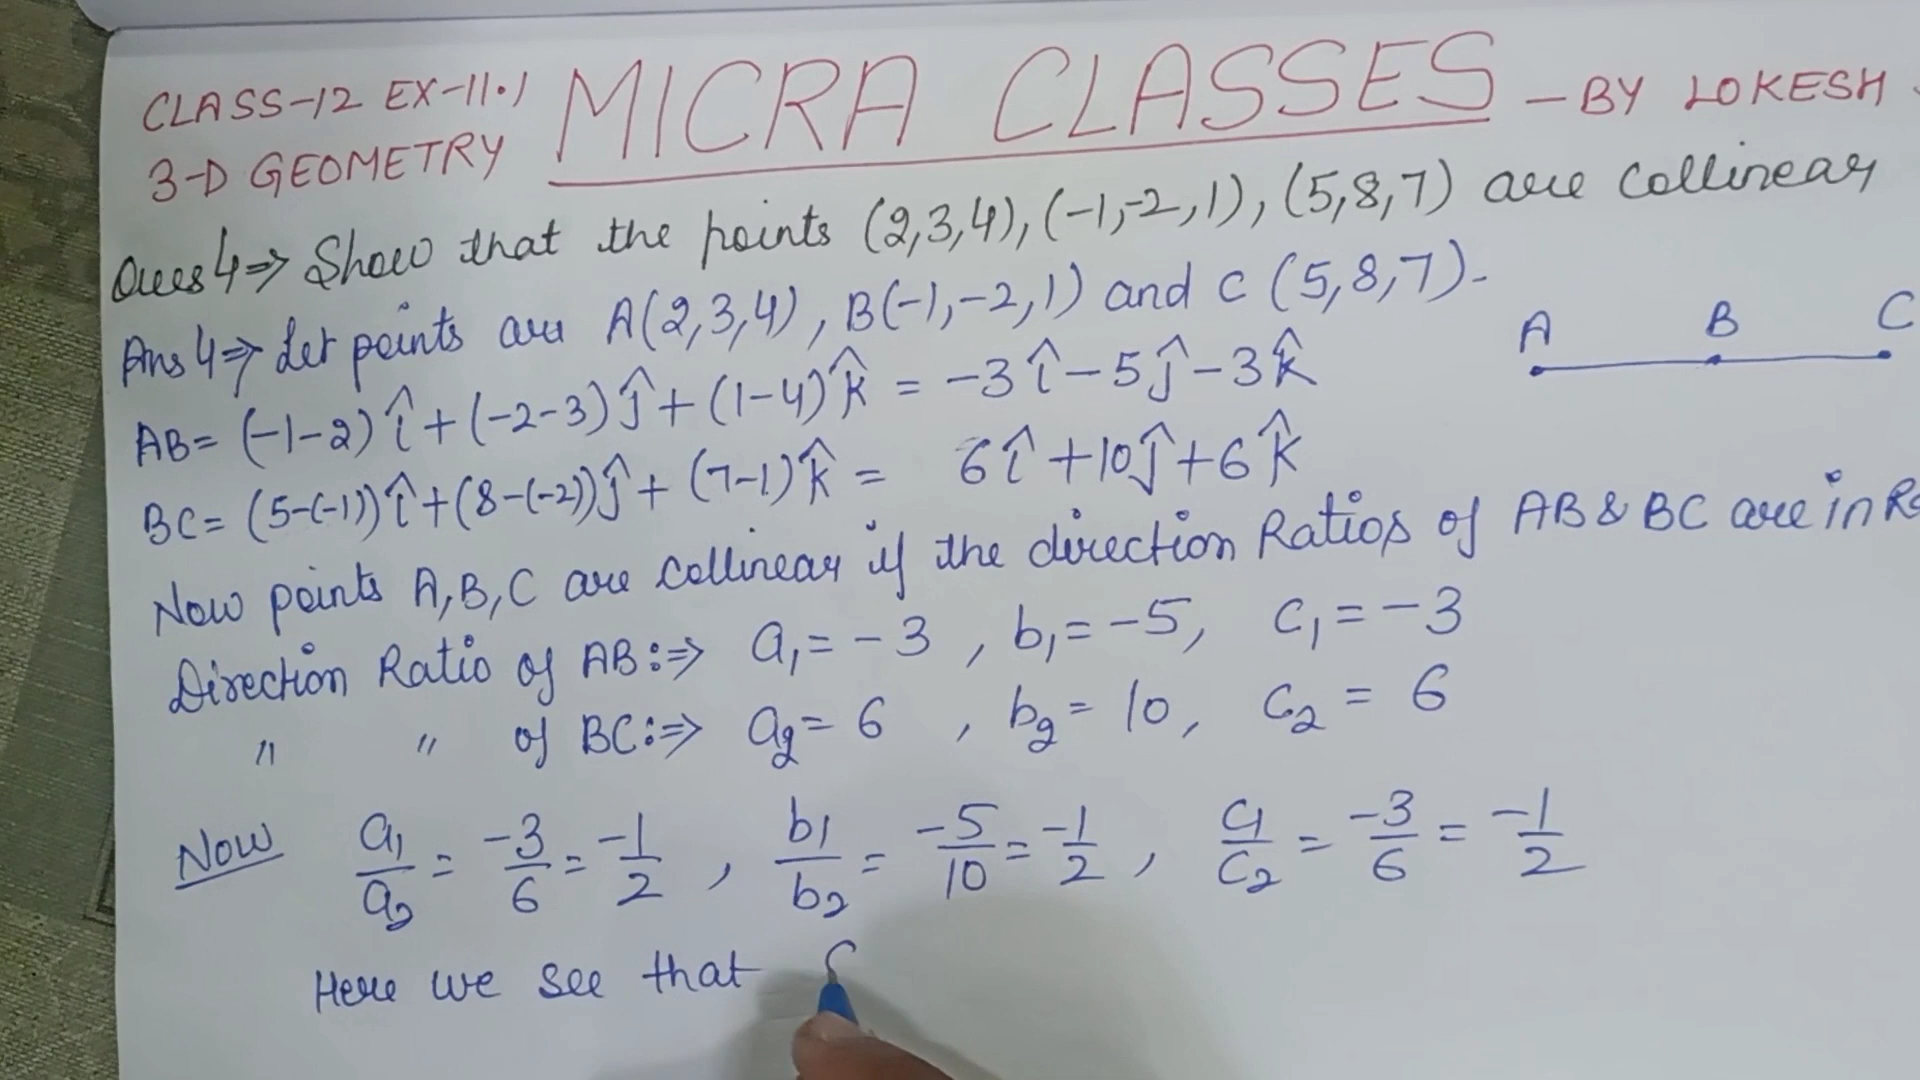 CLASS-12 EX-11.1 MICRA CLASSES - BY LOKESH
3-D GEOMETRY
Ques 4⇒ Show that the points (2,3,4), (-1,-2,1), (5,8,7) are collinear
Ans 4⇒ Let points are A(2,3,4), B(-1,-2,1) and C (5,8,7).
A B C
AB = (-1-2)î + (-2-3)ĵ + (1-4)k̂ = -3î - 5ĵ - 3k̂
BC = (5-(-1))î + (8-(-2))ĵ + (7-1)k̂ = 6î + 10ĵ + 6k̂
Now points A, B, C are collinear if the direction Ratios of AB & BC are in
Direction Ratio of AB :⇒ a₁ = -3, b₁ = -5, c₁ = -3
" " of BC :⇒ a₂ = 6, b₂ = 10, c₂ = 6
Now a₁/a₂ = -3/6 = -1/2, b₁/b₂ = -5/10 = -1/2, c₁/c₂ = -3/6 = -1/2
Here we see that